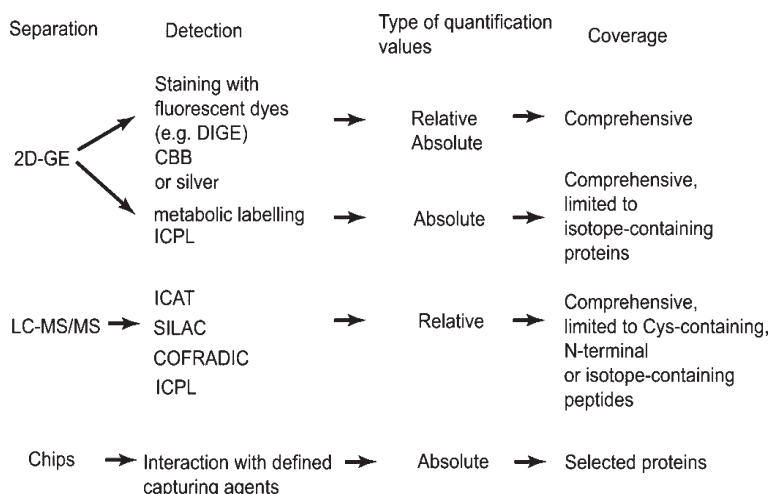 Separation
Detection
Type of quantification
values
Coverage
2D-GE
Staining with
fluorescent dyes
(e.g. DIGE)
CBB
or silver
Relative
Absolute
Comprehensive
metabolic labelling
ICPL
Absolute
Comprehensive,
limited to
isotope-containing
proteins
LC-MS/MS
ICAT
SILAC
COFRADIC
ICPL
Relative
Comprehensive,
limited to Cys-containing,
N-terminal
or isotope-containing
peptides
Chips
Interaction with defined
capturing agents
Absolute
Selected proteins